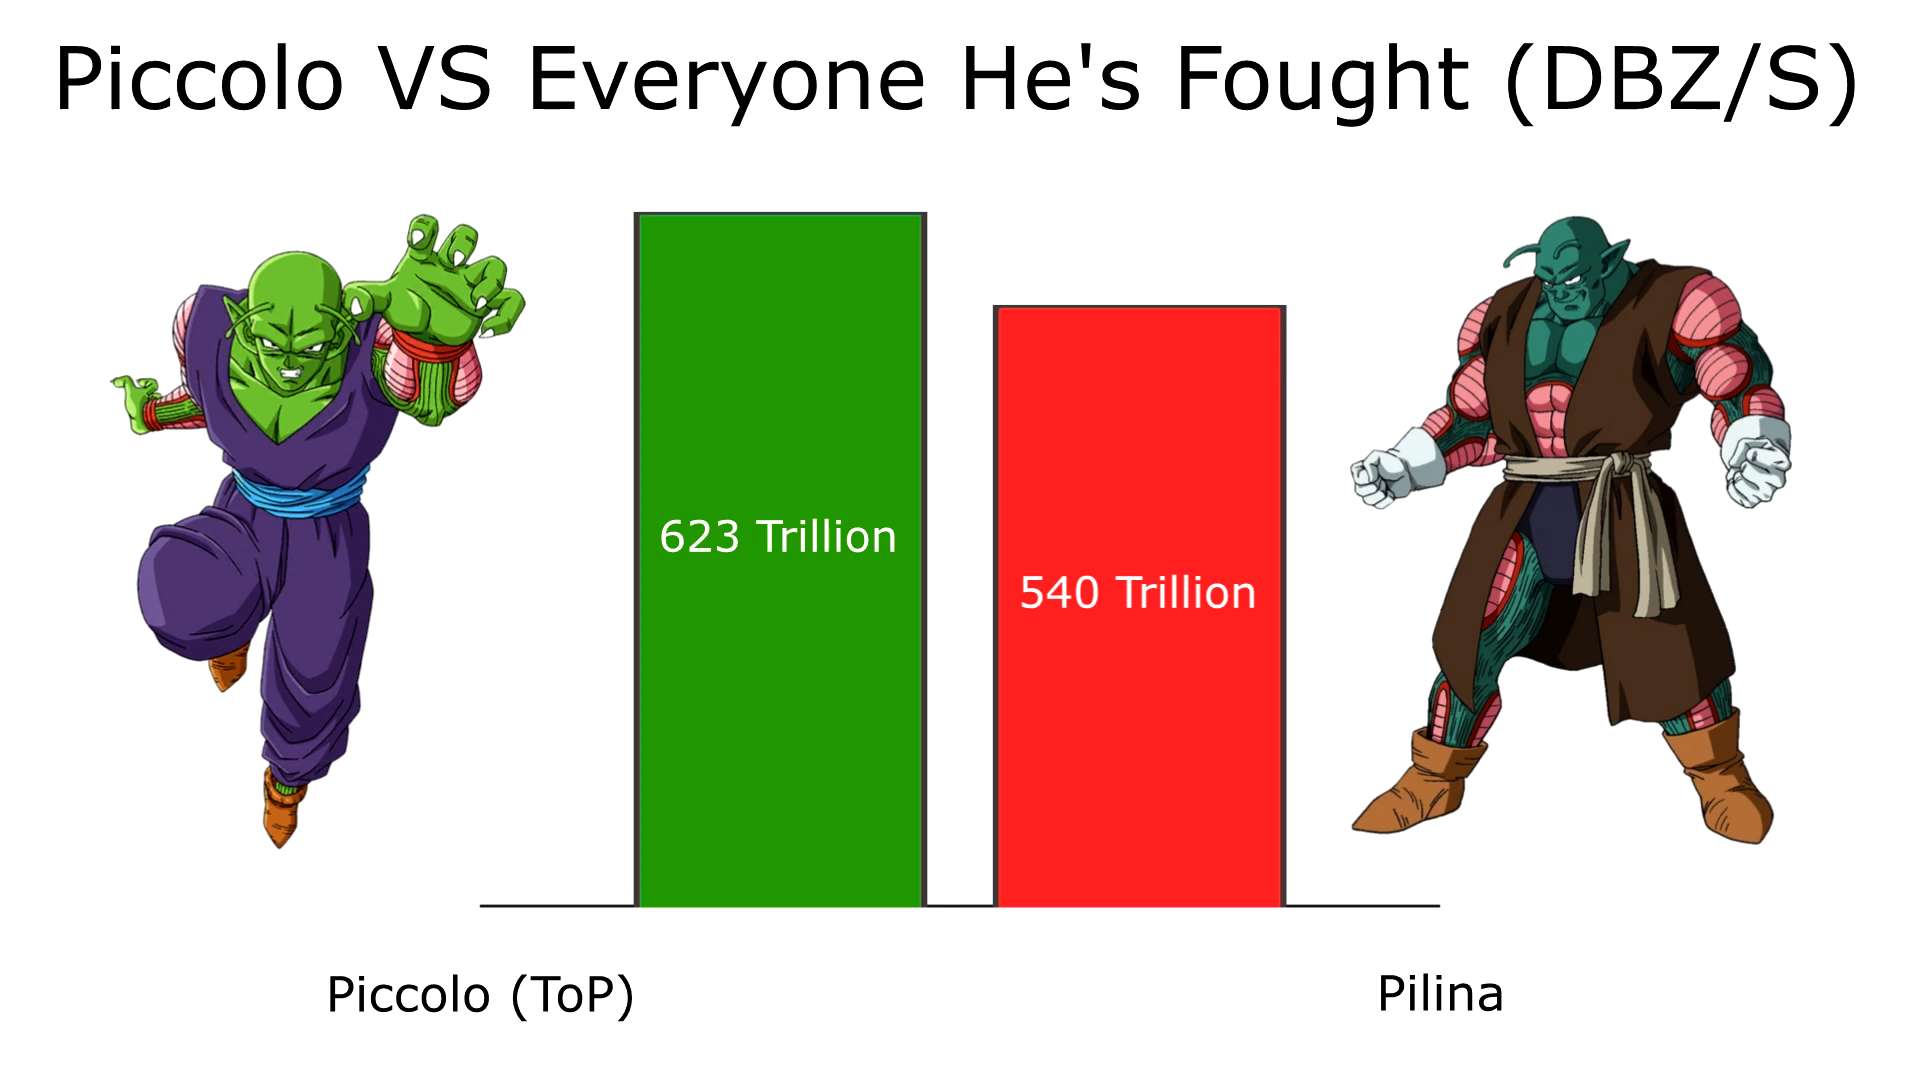 Piccolo VS Everyone He's Fought (DBZ/S)
623 Trillion
540 Trillion
Piccolo (ToP)
Pilina